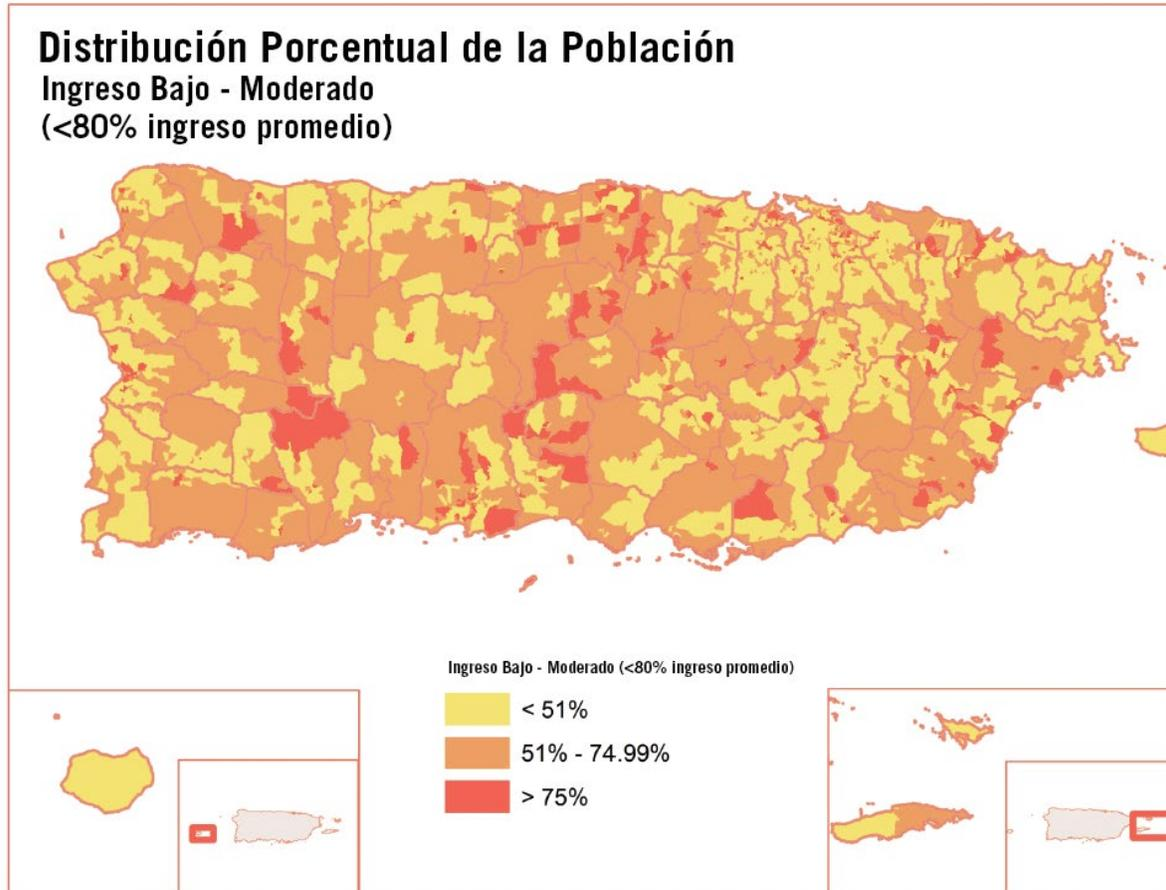 Distribución Porcentual de la Población
Ingreso Bajo - Moderado
(<80% ingreso promedio)
Ingreso Bajo - Moderado (<80% ingreso promedio)
< 51%
51% - 74.99%
> 75%